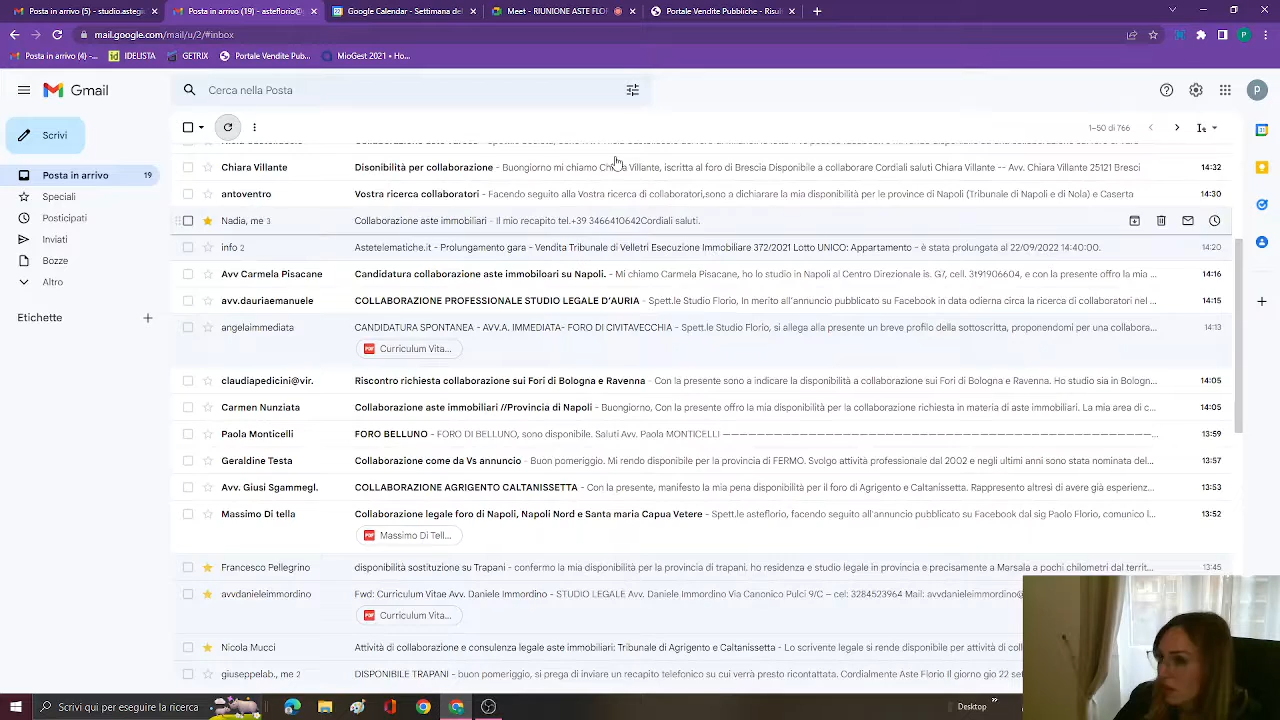 Posta in arrivo (5) - studio.astegi
Posta in arrivo (19) - asteflorio@
Google Calendar - Settimana de
Meet - RIUNIONE ASTE FLOR
Portale Vendite Pubbliche - Risul
mail.google.com/mail/u/2/#inbox
Posta in arrivo (4) -...
IDELISTA
GETRIX
Portale Vendite Pub...
MioGest 2021 • Ho...
Gmail
Cerca nella Posta
P
Scrivi
1–50 di 766
Posta in arrivo 19
Speciali
Posticipati
Inviati
Bozze
Altro
Etichette
Chiara Villante Disonibilità per collaborazione - Buongiorno mi chiamo Chiara Villante, iscritta al foro di Brescia Disponibile a collaborare Cordiali saluti Chiara Villante -- Avv. Chiara Villante 25121 Bresci 14:32
antoventro Vostra ricerca collaboratori - Facendo seguito alla Vostra ricerca di collaboratori,sono a dichiarare la mia disponibilità per le province di Napoli (Tribunale di Napoli e di Nola) e Caserta 14:30
Nadia, me 3 Collaborazione aste immobiliari - Il mio recapito tel.+39 3466410642Cordiali saluti.
info 2 Astetelematiche.it - Prolungamento gara - Vendita Tribunale di Velletri Esecuzione Immobiliare 372/2021 Lotto UNICO: Appartamento - è stata prolungata al 22/09/2022 14:40:00. 14:20
Avv Carmela Pisacane Candidatura collaborazione aste immobiloari su Napoli. - Mi chiamo Carmela Pisacane, ho lo studio in Napoli al Centro Direzionale is. G7, cell. 3t91906604, e con la presente offro la mia ... 14:16
avv.dauriaemanuele COLLABORAZIONE PROFESSIONALE STUDIO LEGALE D'AURIA - Spett.le Studio Florio, In merito all'annuncio pubblicato su Facebook in data odierna circa la ricerca di collaboratori nel ... 14:15
angelaimmediata CANDIDATURA SPONTANEA - AVV.A. IMMEDIATA- FORO DI CIVITAVECCHIA - Spett.le Studio Florio, si allega alla presente un breve profilo della sottoscritta, proponendomi per una collabora... 14:13
Curriculum Vita...
claudiapedicini@vir. Riscontro richiesta collaborazione sui Fori di Bologna e Ravenna - Con la presente sono a indicare la disponibilità a collaborare sui Fori di Bologna e Ravenna. Ho studio sia in Bologn... 14:05
Carmen Nunziata Collaborazione aste immobiliari //Provincia di Napoli - Buongiorno, Con la presente offro la mia disponibilità per la collaborazione richiesta in materia di aste immobiliari. La mia area di c... 14:05
Paola Monticelli FORO BELLUNO - FORO DI BELLUNO, sono disponibile. Saluti Avv. Paola MONTICELLI 13:59
Geraldine Testa Collaborazione come da Vs annuncio - Buon pomeriggio. Mi rendo disponibile per la provincia di FERMO. Svolgo attività professionale dal 2002 e negli ultimi anni sono stata nominata del... 13:57
Avv. Giusi Sgammegl. COLLABORAZIONE AGRIGENTO CALTANISSETTA - Con la presente, manifesto la mia pena disponibilità per il foro di Agrigento e Caltanissetta. Rappresento altresì di avere già esperienz... 13:53
Massimo Di tella Collaborazione legale foro di Napoli, Napoli Nord e Santa maria Capua Vetere - Spett.le asteflorio, facendo seguito all'annuncio pubblicato su Facebook dal sig Paolo Florio, comunico l... 13:52
Massimo Di Tell...
Francesco Pellegrino disponibilità sostituzione su Trapani - confermo la mia disponibilità per la provincia di trapani. ho residenza e studio legale in provincia e precisamente a Marsala a pochi chilometri dal territ... 13:45
avvdanieleimmordino Fwd: Curriculum Vitae Avv. Daniele Immordino - STUDIO LEGALE Avv. Daniele Immordino Via Canonico Pulci 9/C – cel: 3284523964 Mail: avvdanieleimmordino@
Curriculum Vita...
Nicola Mucci Attività di collaborazione e consulenza legale aste immobiliari: Tribunale di Agrigento e Caltanissetta - Lo scrivente legale si rende disponibile per attività di col
giuseppelab., me 2 DISPONIBILE TRAPANI - buon pomeriggio, si prega di inviare un recapito telefonico su cui verrà presto ricontattato. Cordialmente Aste Florio Il giorno gio 22 set
Scrivi qui per eseguire la ricerca
Desktop